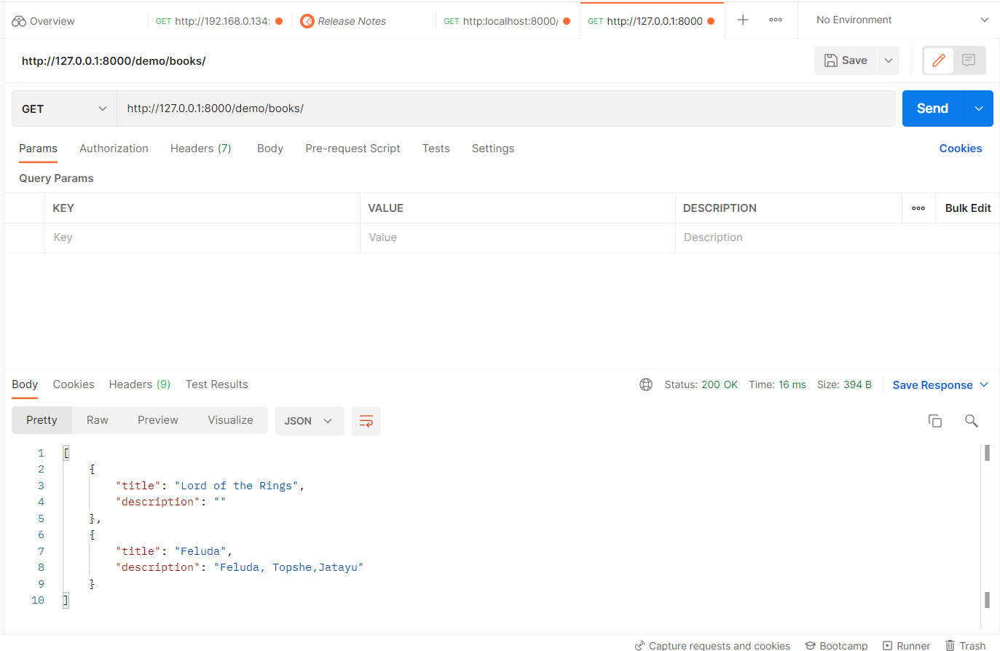 Overview GET http://192.168.0.134: Release Notes GET http:localhost:8000/ GET http://127.0.0.1:8000 No Environment
http://127.0.0.1:8000/demo/books/ Save
GET http://127.0.0.1:8000/demo/books/ Send
Params Authorization Headers (7) Body Pre-request Script Tests Settings Cookies
Query Params
KEY VALUE DESCRIPTION Bulk Edit
Key Value Description
Body Cookies Headers (9) Test Results Status: 200 OK Time: 16 ms Size: 394 B Save Response
Pretty Raw Preview Visualize JSON
1 [
2 {
3 "title": "Lord of the Rings",
4 "description": ""
5 },
6 {
7 "title": "Feluda",
8 "description": "Feluda, Topshe,Jatayu"
9 }
10 ]
Capture requests and cookies Bootcamp Runner Trash